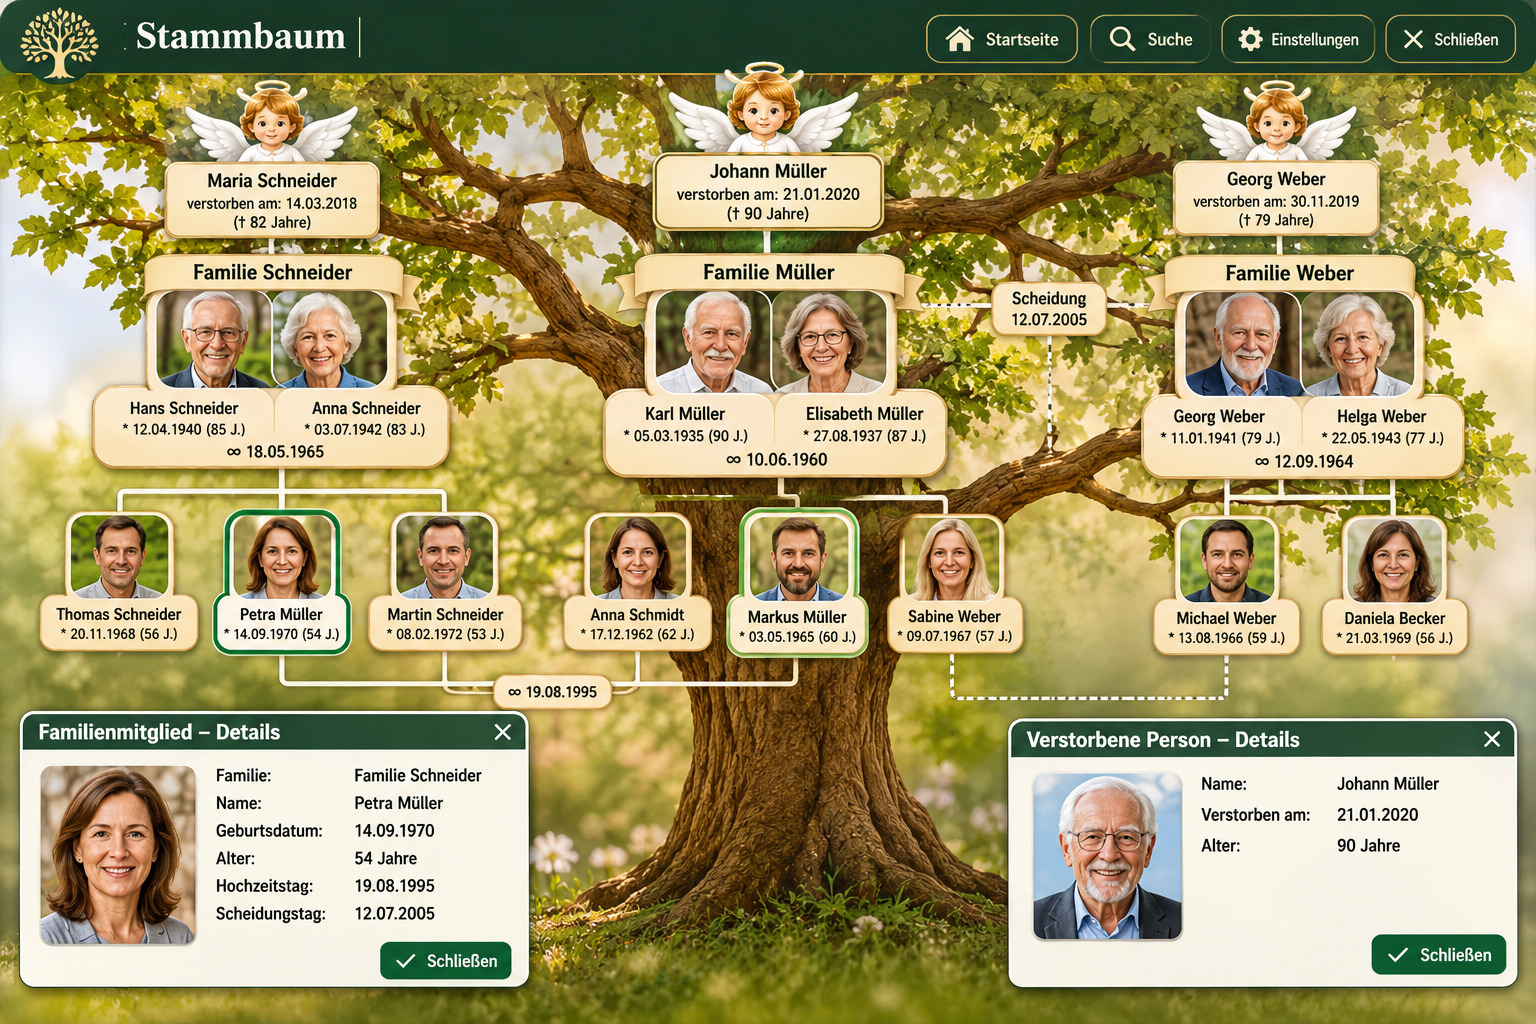 Stammbaum
Startseite
Suche
Einstellungen
Schließen
Maria Schneider
verstorben am: 14.03.2018
(† 82 Jahre)
Johann Müller
verstorben am: 21.01.2020
(† 90 Jahre)
Georg Weber
verstorben am: 30.11.2019
(† 79 Jahre)
Familie Schneider
Familie Müller
Familie Weber
Scheidung
12.07.2005
Hans Schneider
* 12.04.1940 (85 J.)
Anna Schneider
* 03.07.1942 (83 J.)
∞ 18.05.1965
Karl Müller
* 05.03.1935 (90 J.)
Elisabeth Müller
* 27.08.1937 (87 J.)
∞ 10.06.1960
Georg Weber
* 11.01.1941 (79 J.)
Helga Weber
* 22.05.1943 (77 J.)
∞ 12.09.1964
Thomas Schneider
* 20.11.1968 (56 J.)
Petra Müller
* 14.09.1970 (54 J.)
Martin Schneider
* 08.02.1972 (53 J.)
Anna Schmidt
* 17.12.1962 (62 J.)
Markus Müller
* 03.05.1965 (60 J.)
Sabine Weber
* 09.07.1967 (57 J.)
Michael Weber
* 13.08.1966 (59 J.)
Daniela Becker
* 21.03.1969 (56 J.)
∞ 19.08.1995
Familienmitglied – Details
Familie: Familie Schneider
Name: Petra Müller
Geburtsdatum: 14.09.1970
Alter: 54 Jahre
Hochzeitstag: 19.08.1995
Scheidungstag: 12.07.2005
Schließen
Verstorbene Person – Details
Name: Johann Müller
Verstorben am: 21.01.2020
Alter: 90 Jahre
Schließen